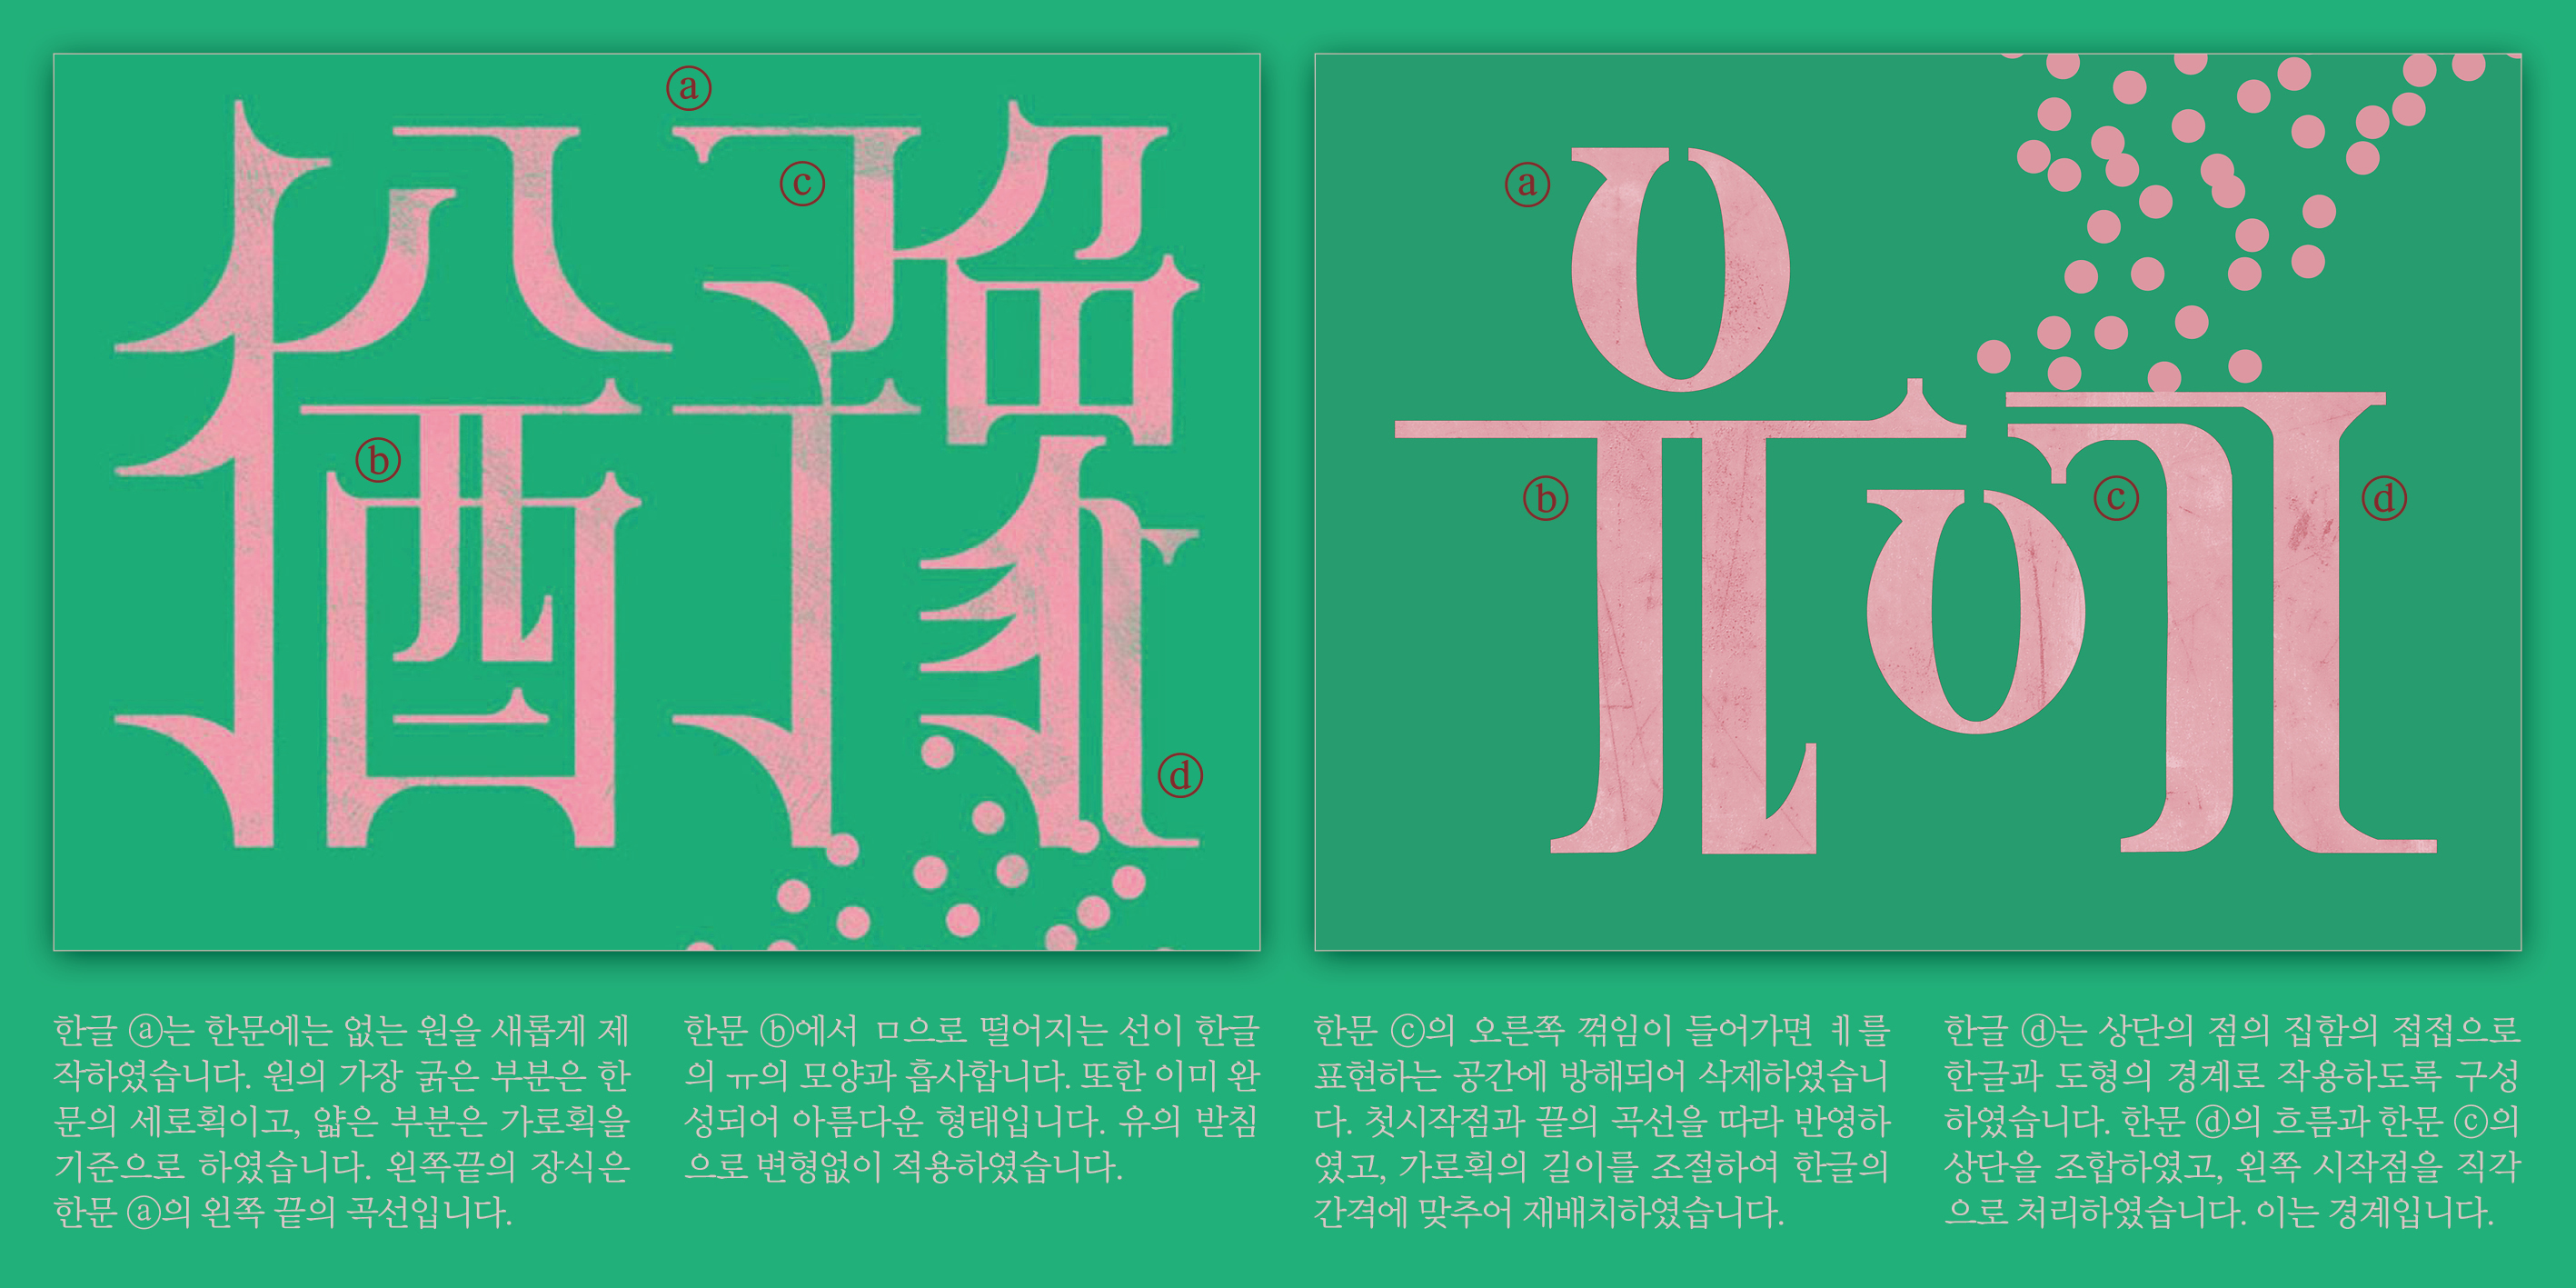 猶豫
ⓐ
ⓒ
ⓑ
ⓓ
유예
ⓐ
ⓑ
ⓒ
ⓓ
한글 ⓐ는 한문에는 없는 원을 새롭게 제
작하였습니다. 원의 가장 굵은 부분은 한
문의 세로획이고, 얇은 부분은 가로획을
기준으로 하였습니다. 왼쪽끝의 장식은
한문 ⓐ의 왼쪽 끝의 곡선입니다.
한문 ⓑ에서 ㅁ으로 떨어지는 선이 한글
의 ㅠ의 모양과 흡사합니다. 또한 이미 완
성되어 아름다운 형태입니다. 유의 받침
으로 변형없이 적용하였습니다.
한문 ⓒ의 오른쪽 꺾임이 들어가면 ㅖ를
표현하는 공간에 방해되어 삭제하였습니
다. 첫시작점과 끝의 곡선을 따라 반영하
였고, 가로획의 길이를 조절하여 한글의
간격에 맞추어 재배치하였습니다.
한글 ⓓ는 상단의 점의 집합의 접접으로
한글과 도형의 경계로 작용하도록 구성
하였습니다. 한문 ⓓ의 흐름과 한문 ⓒ의
상단을 조합하였고, 왼쪽 시작점을 직각
으로 처리하였습니다. 이는 경계입니다.